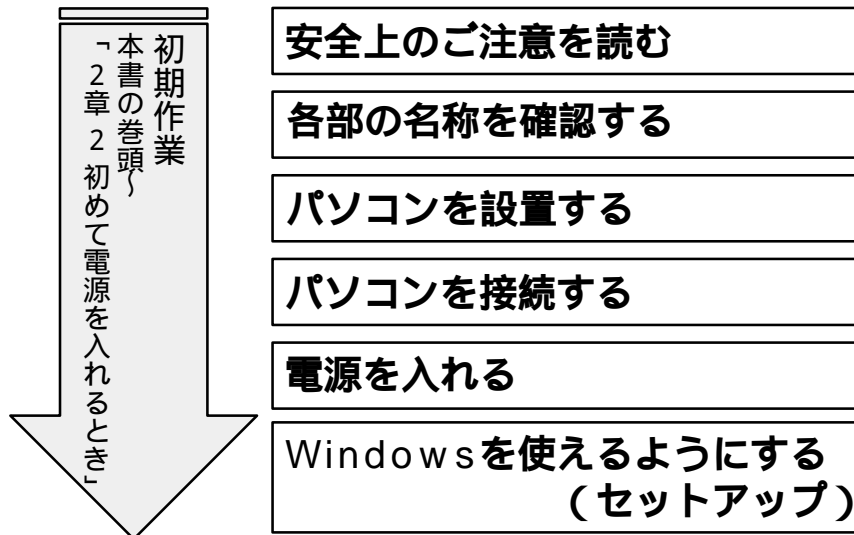 初期作業
本書の巻頭～
「2章 2 初めて電源を入れるとき」
安全上のご注意を読む
各部の名称を確認する
パソコンを設置する
パソコンを接続する
電源を入れる
Windowsを使えるようにする
（セットアップ）